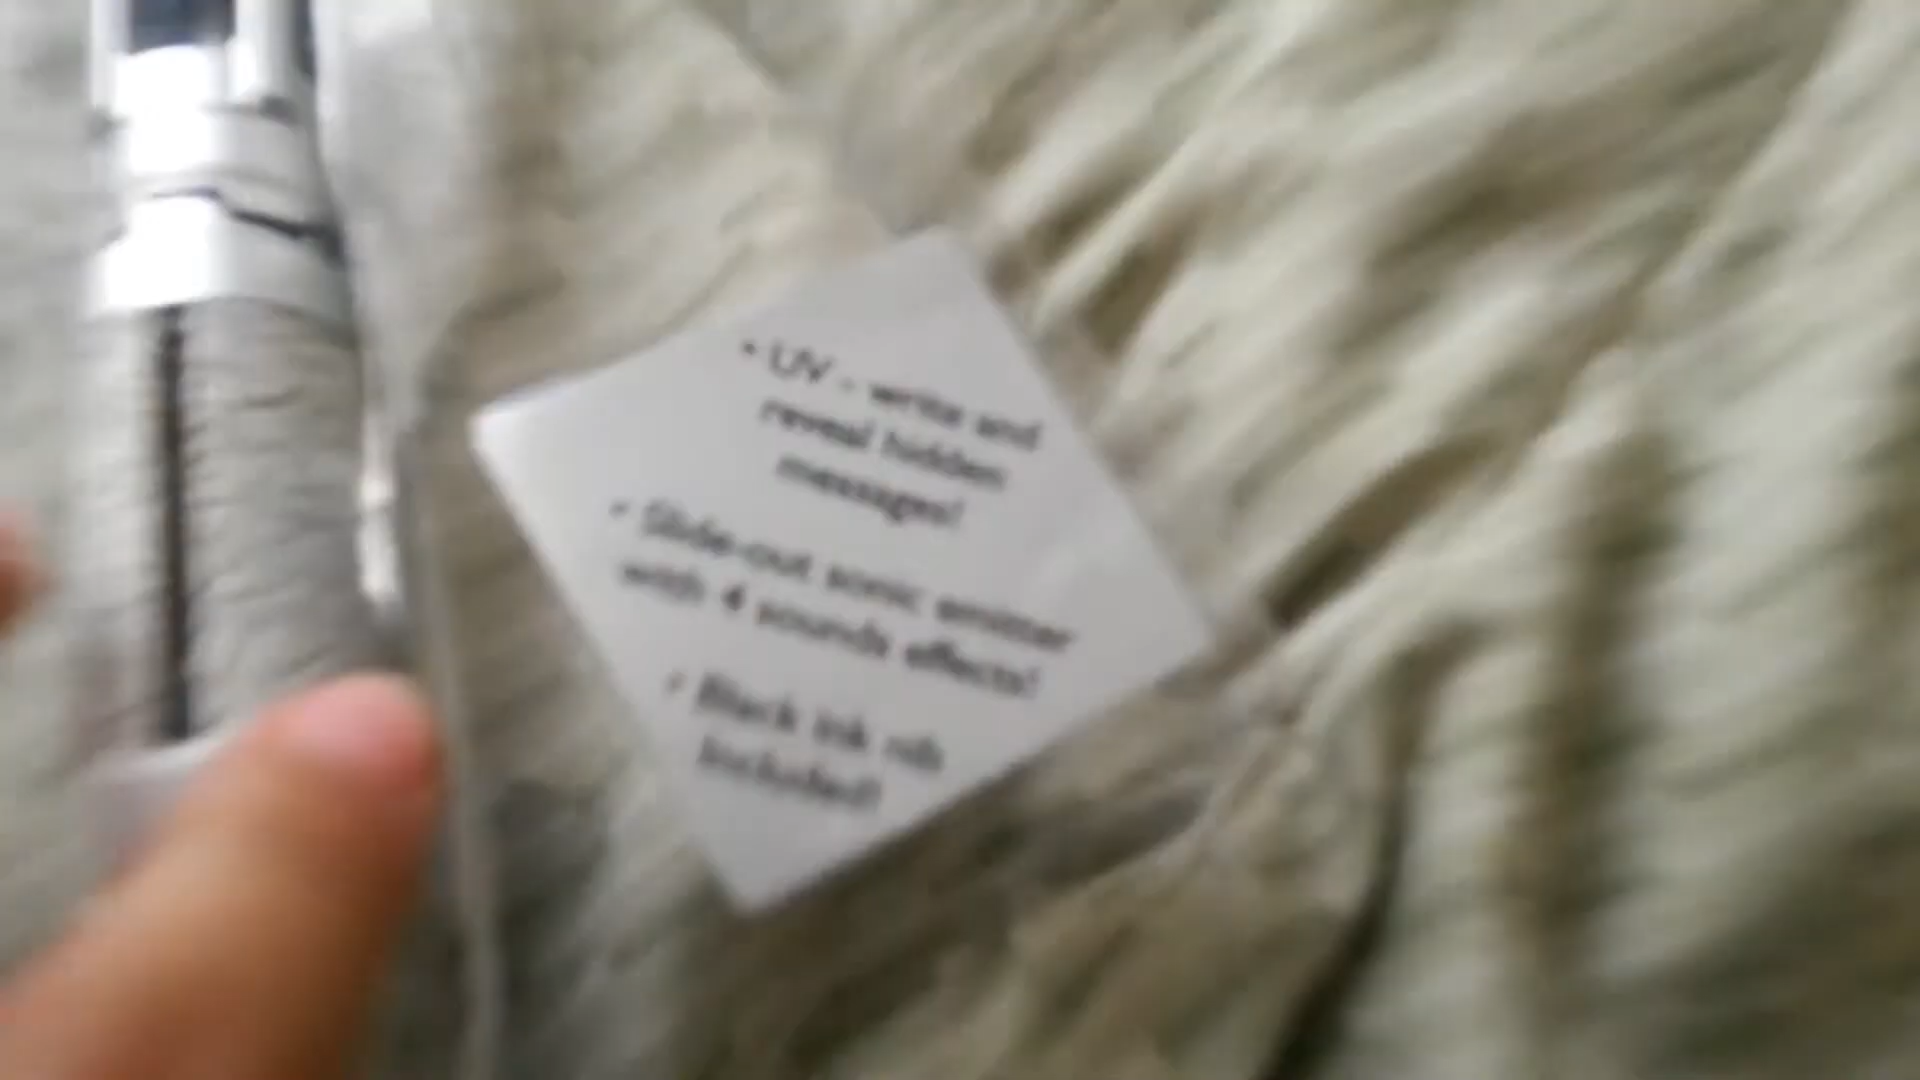 • UV - write and
reveal hidden
messages!
• Slide-out sonic emitter
with 4 sounds effects!
• Black ink nib
included!